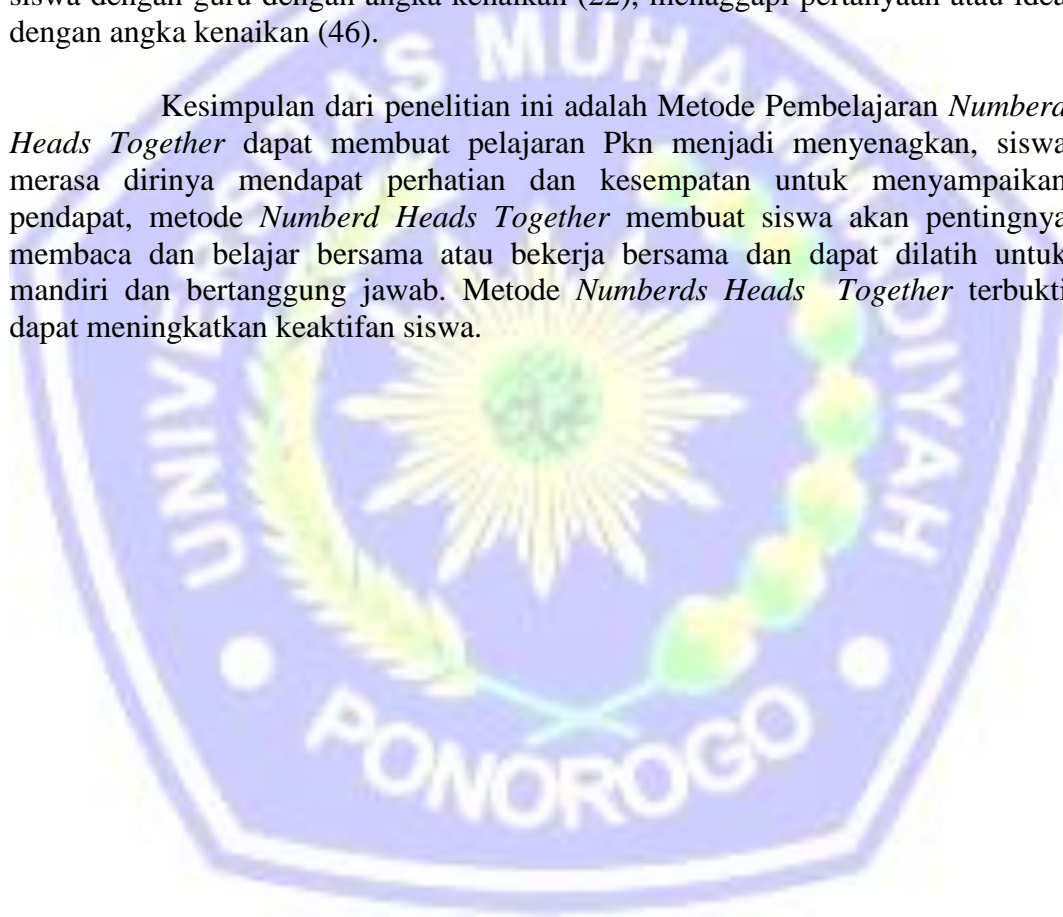 siswa dengan guru dengan angka kenaikan (22), menaggapi pertanyaan atau idea
dengan angka kenaikan (46).
Kesimpulan dari penelitian ini adalah Metode Pembelajaran Numberd
Heads Together dapat membuat pelajaran Pkn menjadi menyenagkan, siswa
merasa dirinya mendapat perhatian dan kesempatan untuk menyampaikan
pendapat, metode Numberd Heads Together membuat siswa akan pentingnya
membaca dan belajar bersama atau bekerja bersama dan dapat dilatih untuk
mandiri dan bertanggung jawab. Metode Numberds Heads Together terbukti
dapat meningkatkan keaktifan siswa.
UNIVERSITAS MUHAMMADIYAH
PONOROGO